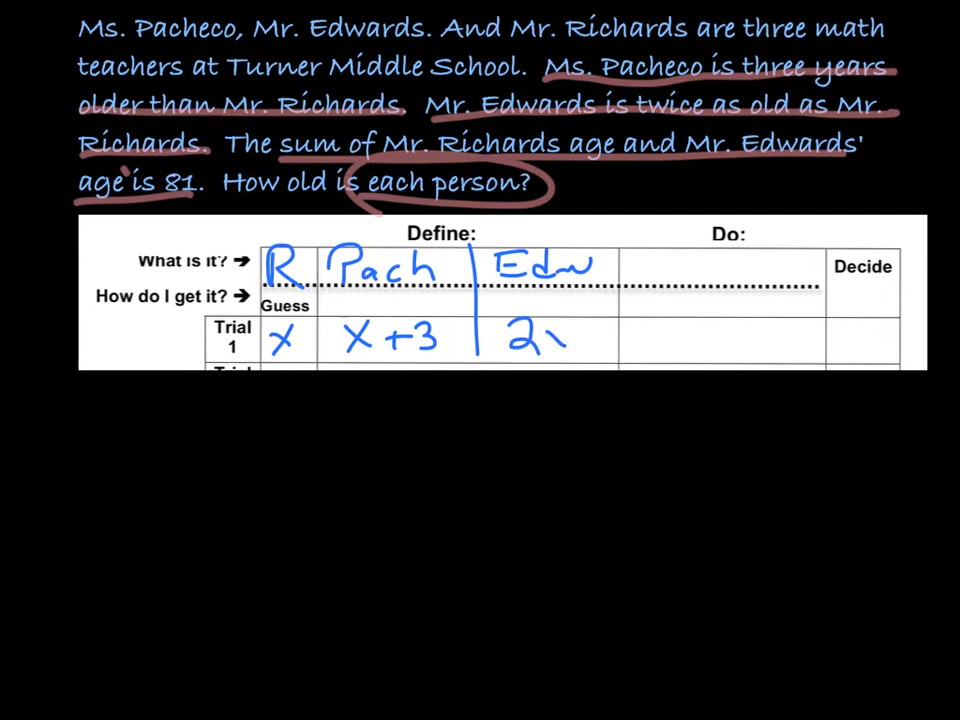 Ms. Pacheco, Mr. Edwards. And Mr. Richards are three math
teachers at Turner Middle School. Ms. Pacheco is three years
older than Mr. Richards. Mr. Edwards is twice as old as Mr.
Richards. The sum of Mr. Richards age and Mr. Edwards'
age is 81. How old is each person?
Define: Do:
What is it? → R Pach Edw Decide
How do I get it? → Guess
Trial 1 x x+3 2x